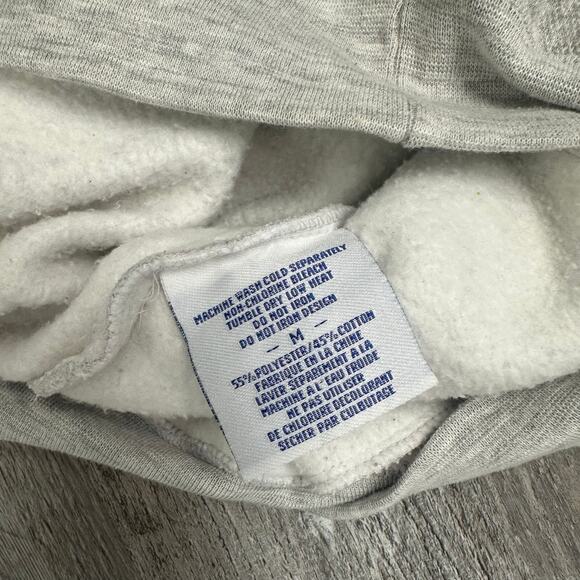 MACHINE WASH COLD SEPARATELY
NON-CHLORINE BLEACH
TUMBLE DRY LOW HEAT
DO NOT IRON
DO NOT IRON DESIGN
- M -
55%POLYESTER/45%COTTON
FABRIQUE EN LA CHINE
LAVER SEPAREMENT A LA
MACHINE A L'EAU FROIDE
NE PAS UTILISER
DE CHLORURE DECOLORANT
SECHER PAR CULBUTAGE